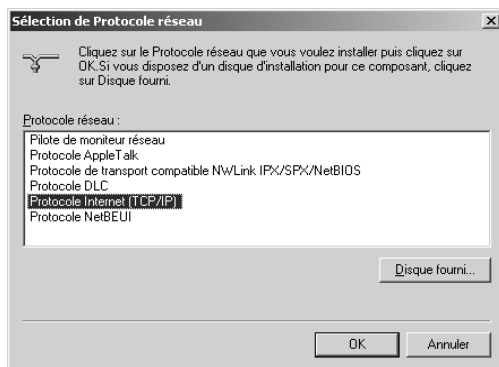 Sélection de Protocole réseau
Cliquez sur le Protocole réseau que vous voulez installer puis cliquez sur
OK.Si vous disposez d'un disque d'installation pour ce composant, cliquez
sur Disque fourni.
Protocole réseau :
Pilote de moniteur réseau
Protocole AppleTalk
Protocole de transport compatible NWLink IPX/SPX/NetBIOS
Protocole DLC
Protocole Internet (TCP/IP)
Protocole NetBEUI
Disque fourni...
OK
Annuler